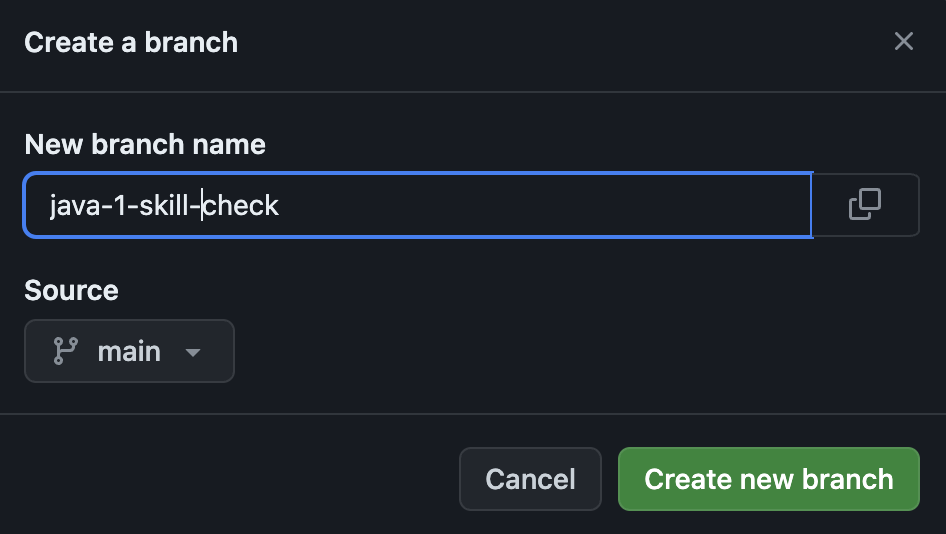 Create a branch
New branch name
java-1-skill-check
Source
main
Cancel
Create new branch